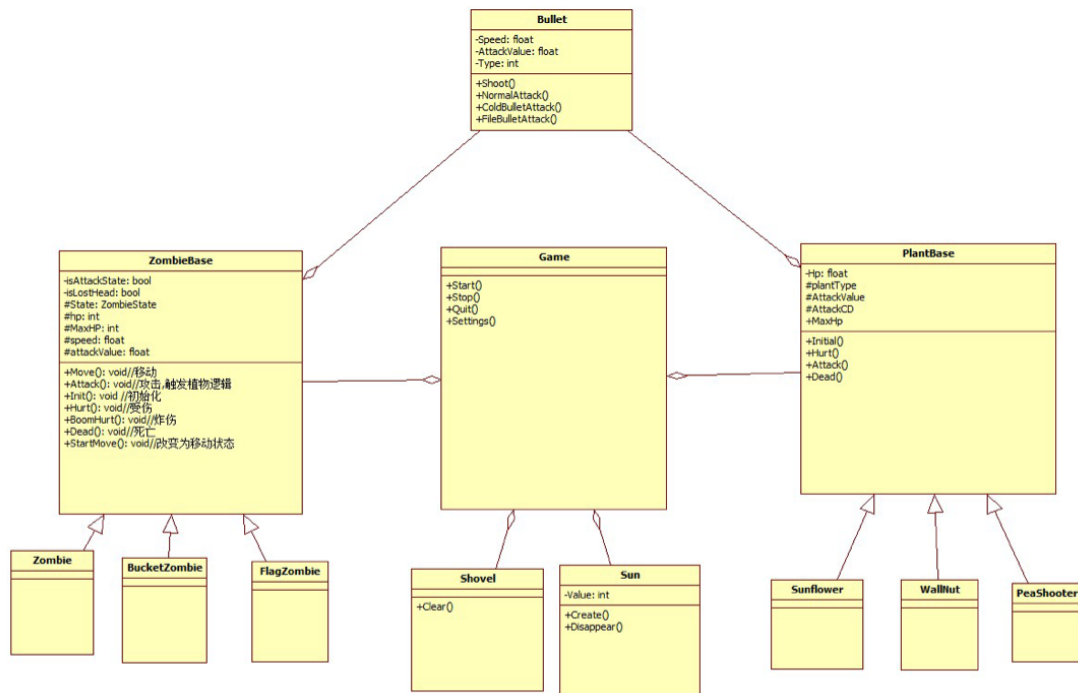 Bullet
-Speed: float
-AttackValue: float
-Type: int
+Shoot()
+NormalAttack()
+ColdBulletAttack()
+FileBulletAttack()
ZombieBase
-isAttackState: bool
-isLostHead: bool
#State: ZombieState
#hp: int
#MaxHP: int
#speed: float
#attackValue: float
+Move(): void//移动
+Attack(): void//攻击,触发植物逻辑
+Init(): void //初始化
+Hurt(): void//受伤
+BoomHurt(): void//炸伤
+Dead(): void//死亡
+StartMove(): void//改变为移动状态
Game
+Start()
+Stop()
+Quit()
+Settings()
PlantBase
-Hp: float
#plantType
#AttackValue
#AttackCD
+MaxHp
+Initial()
+Hurt()
+Attack()
+Dead()
Zombie
BucketZombie
FlagZombie
Shovel
+Clear()
Sun
-Value: int
+Create()
+Disappear()
Sunflower
WallNut
PeaShooter